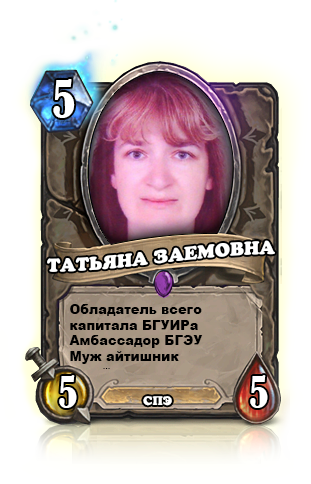 5
ТАТЬЯНА ЗАЕМОВНА
Обладатель всего
капитала БГУИРа
Амбассадор БГЭУ
Муж айтишник
...
5
СПЭ
5